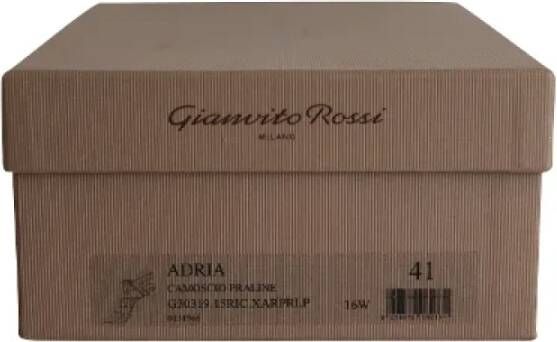 Gianvito Rossi
MILANO
ADRIA
41
CAMOSCIO PRALINE
G30319.15RIC.XARPRLP
16W